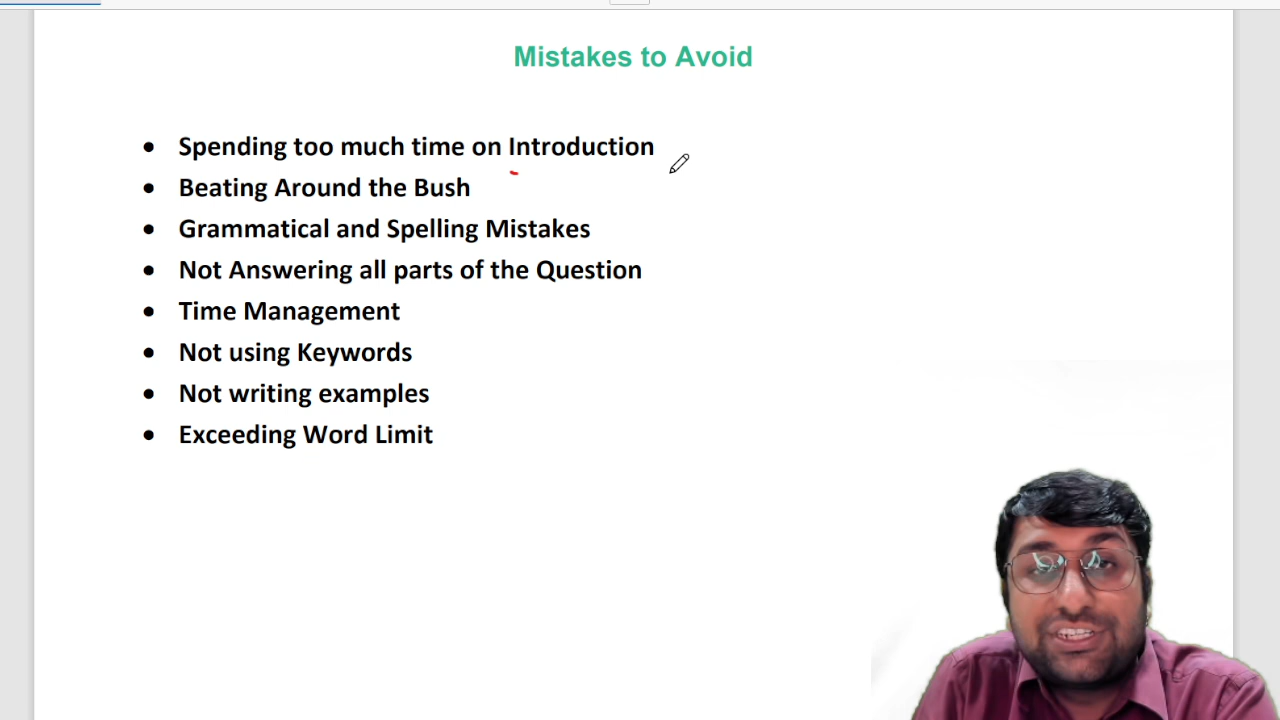 Mistakes to Avoid
• Spending too much time on Introduction
• Beating Around the Bush
• Grammatical and Spelling Mistakes
• Not Answering all parts of the Question
• Time Management
• Not using Keywords
• Not writing examples
• Exceeding Word Limit